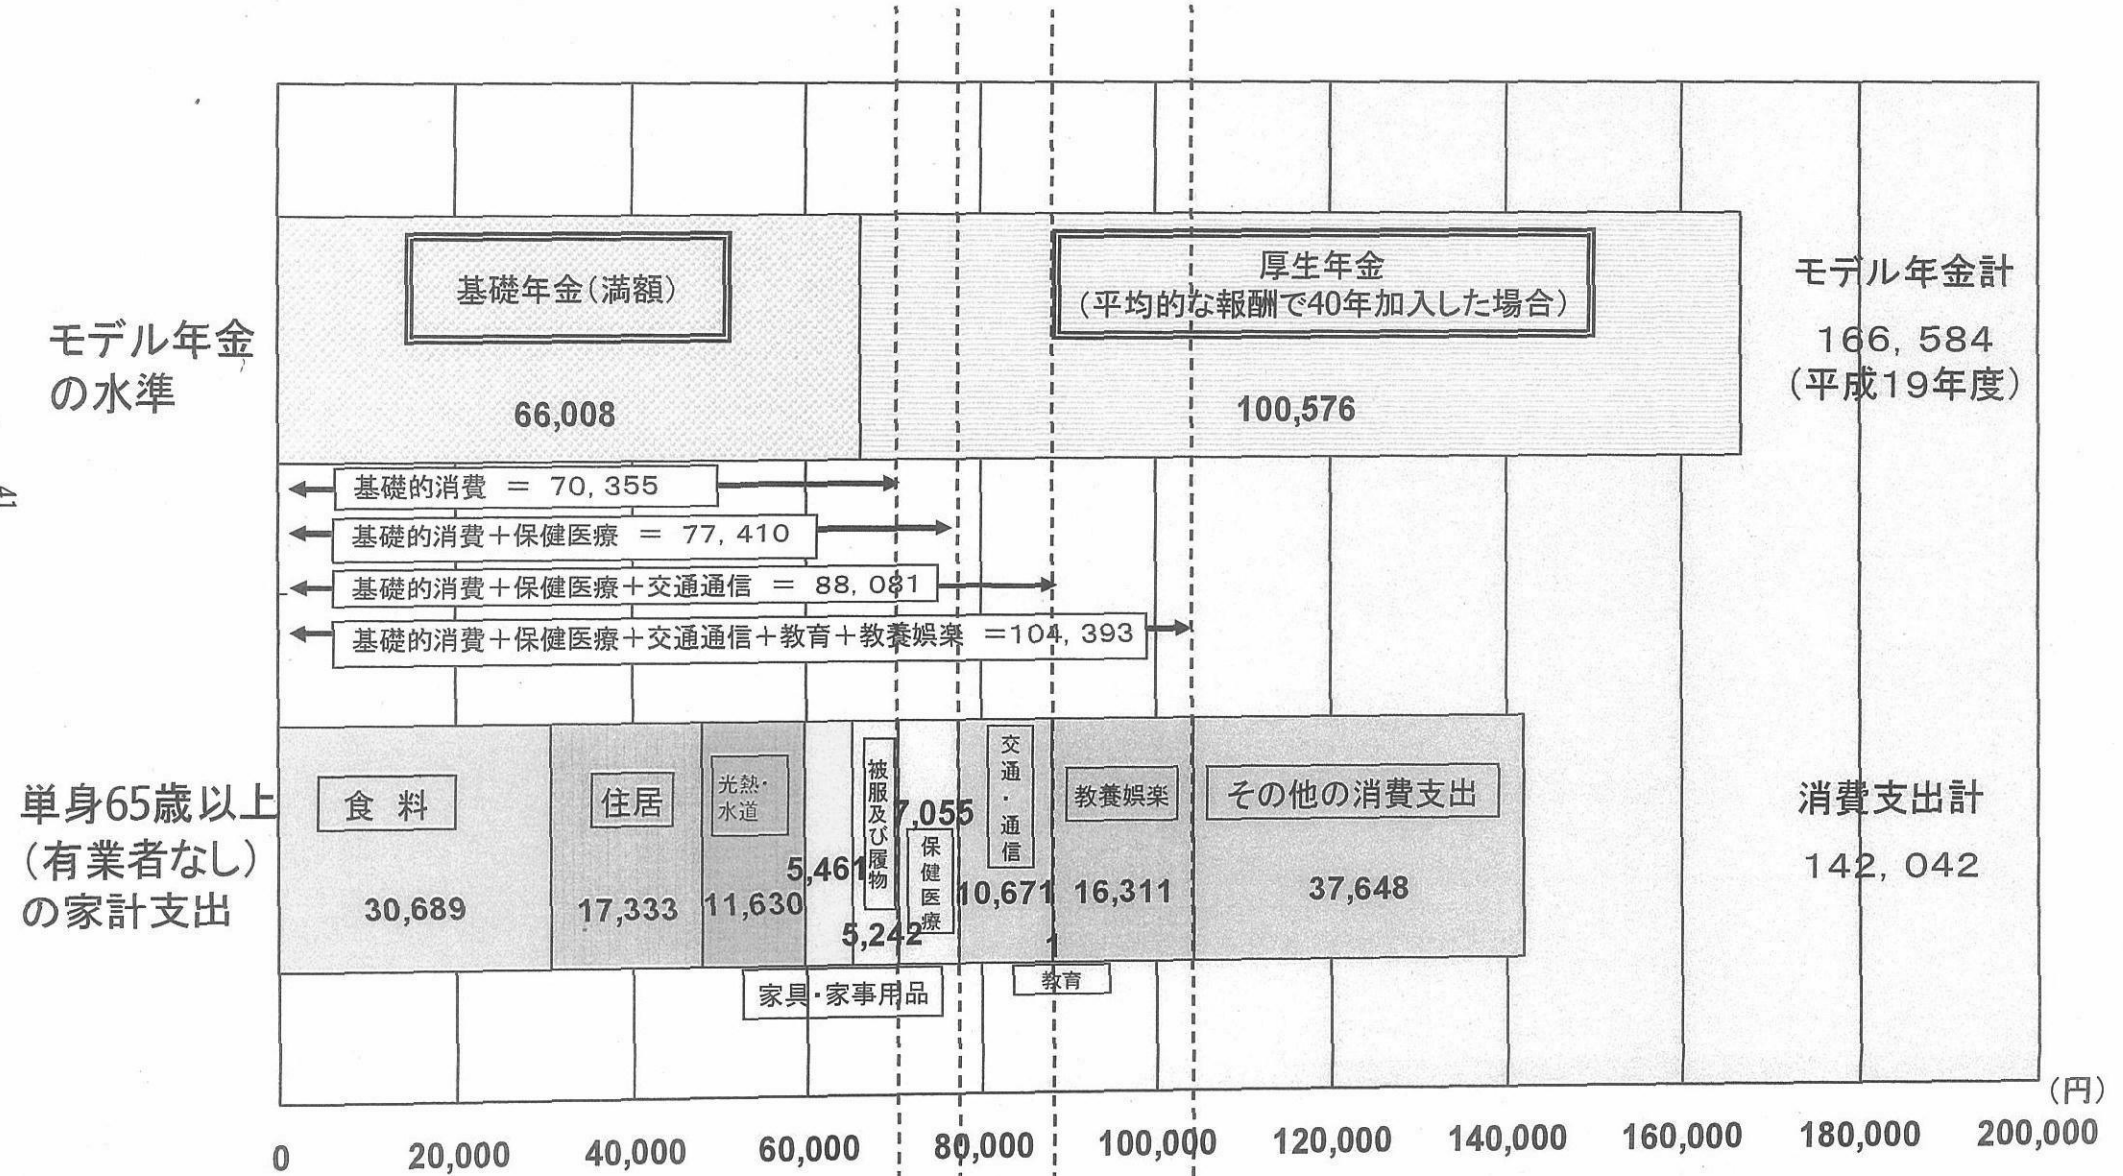 基礎年金(満額)
厚生年金
(平均的な報酬で40年加入した場合)
モデル年金計
166,584
(平成19年度)
モデル年金
の水準
66,008
100,576
基礎的消費 = 70,355
基礎的消費+保健医療 = 77,410
基礎的消費+保健医療+交通通信 = 88,081
基礎的消費+保健医療+交通通信+教育+教養娯楽 =104,393
41
単身65歳以上
(有業者なし)
の家計支出
食料
30,689
住居
17,333
光熱・
水道
11,630
5,461
被服及び履物
5,242
7,055
保健医療
交通・通信
10,671
1
教養娯楽
16,311
その他の消費支出
37,648
消費支出計
142,042
家具・家事用品
教育
(円)
0 20,000 40,000 60,000 80,000 100,000 120,000 140,000 160,000 180,000 200,000